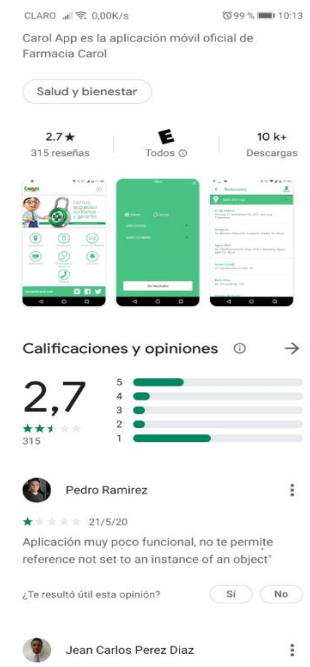 CLARO 0,00K/s 99 % 10:13
Carol App es la aplicación móvil oficial de
Farmacia Carol
Salud y bienestar
2.7★
315 reseñas
E
Todos
10 k+
Descargas
Carol
Sucursales
Calificaciones y opiniones
2,7
315
5
4
3
2
1
Pedro Ramirez
21/5/20
Aplicación muy poco funcional, no te permite
reference not set to an instance of an object"
¿Te resultó útil esta opinión?
Sí
No
Jean Carlos Perez Diaz